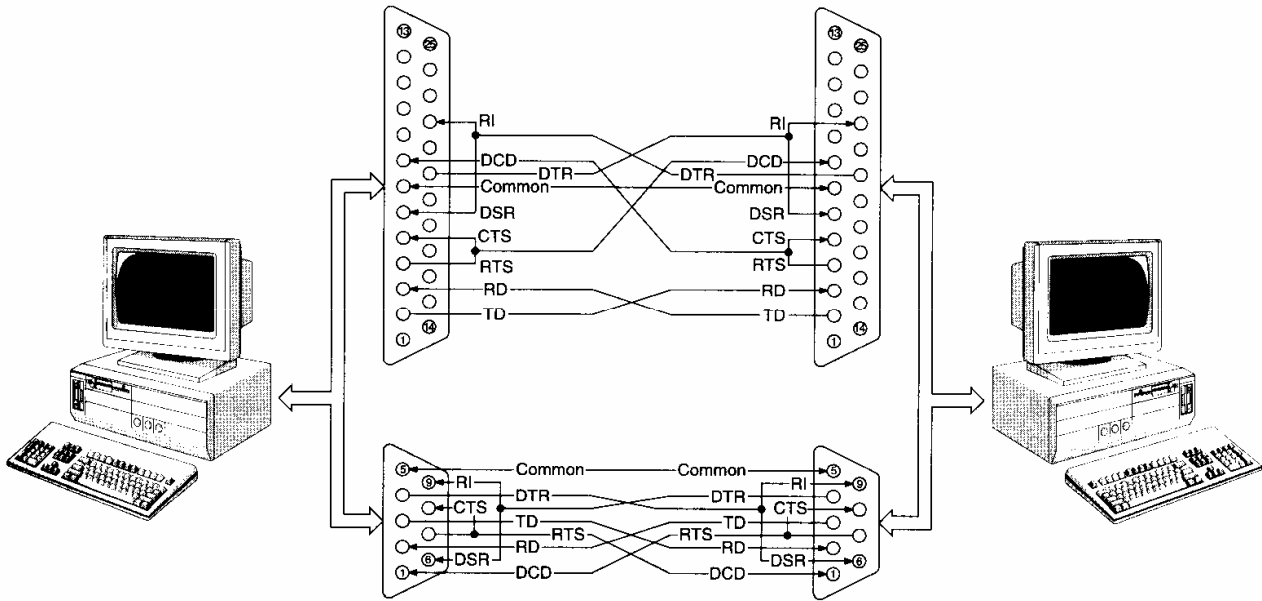 13 13
25 25
RI RI
DCD DCD
DTR DTR
Common Common
DSR DSR
CTS CTS
RTS RTS
RD RD
TD TD
14 14
1 1
5 Common Common 5
9 RI RI 9
DTR DTR
CTS CTS
TD TD
RTS RTS
RD RD
DSR DSR
6 6
1 DCD DCD 1